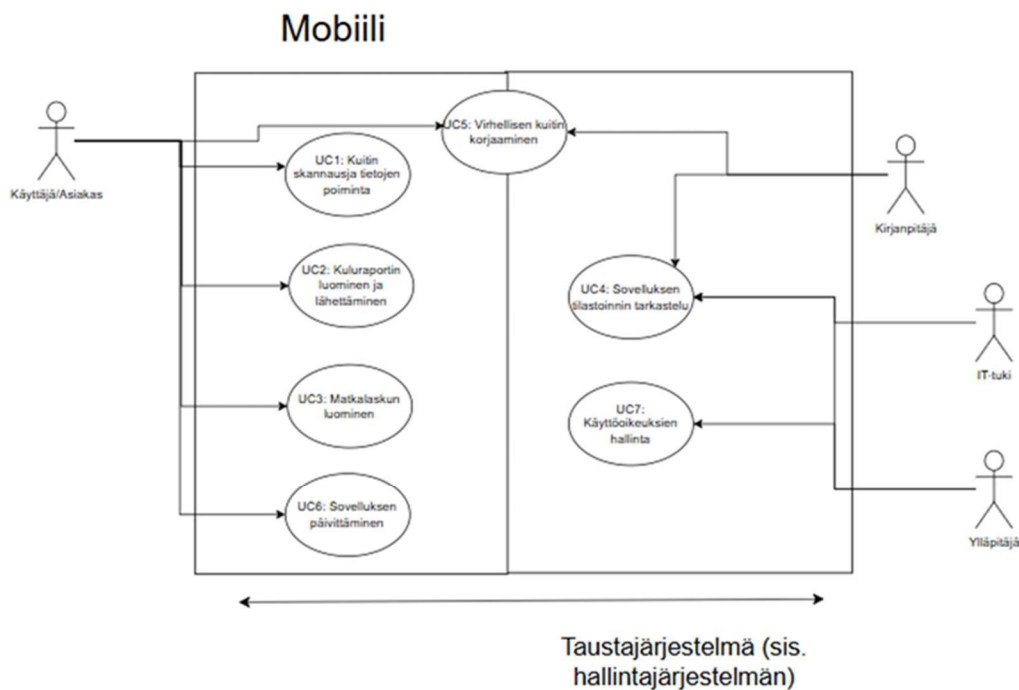 Mobiili
UC5: Virhellisen kuitin
korjaaminen
Käyttäjä/Asiakas
UC1: Kuitin
skannausja tietojen
poiminta
Kirjanpitäjä
UC2: Kuluraportin
luominen ja
lähettäminen
UC4: Sovelluksen
tilastoinnin tarkastelu
IT-tuki
UC3: Matkalaskun
luominen
UC7:
Käyttöoikeuksien
hallinta
UC6: Sovelluksen
päivittäminen
Ylläpitäjä
Taustajärjestelmä (sis.
hallintajärjestelmän)